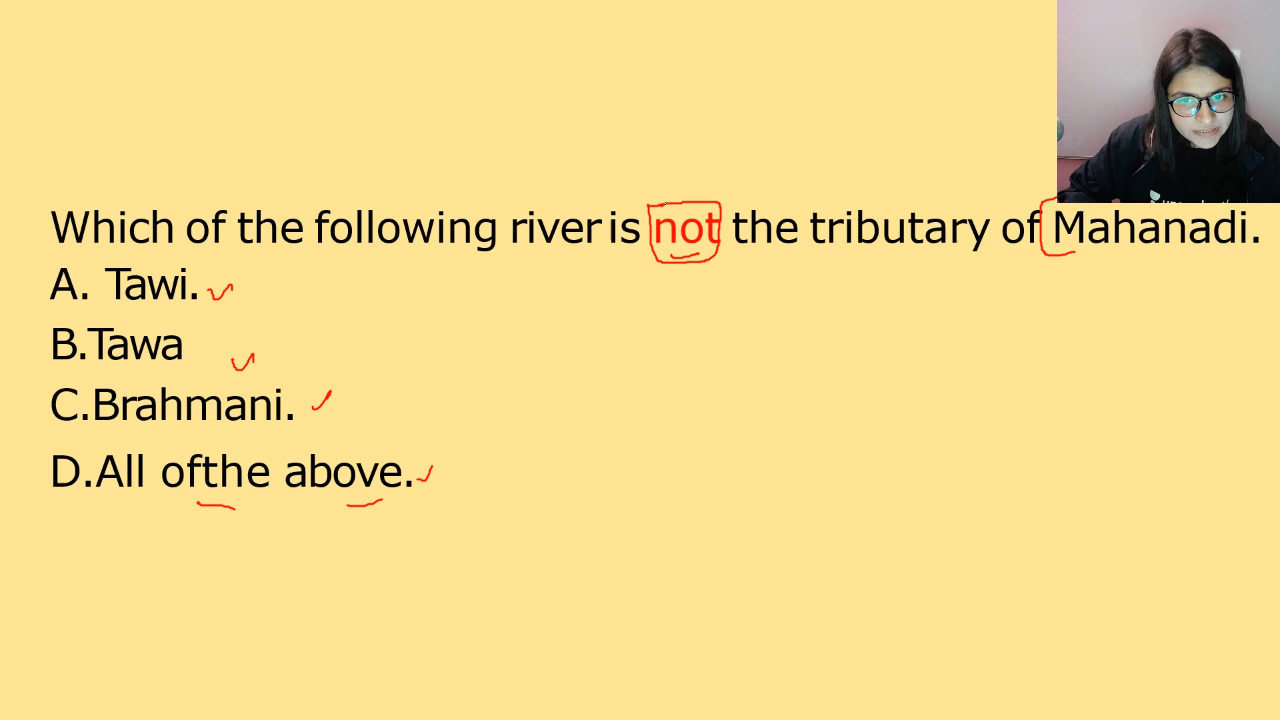 Which of the following river is not the tributary of Mahanadi.
A. Tawi.
B.Tawa
C.Brahmani.
D.All ofthe above.